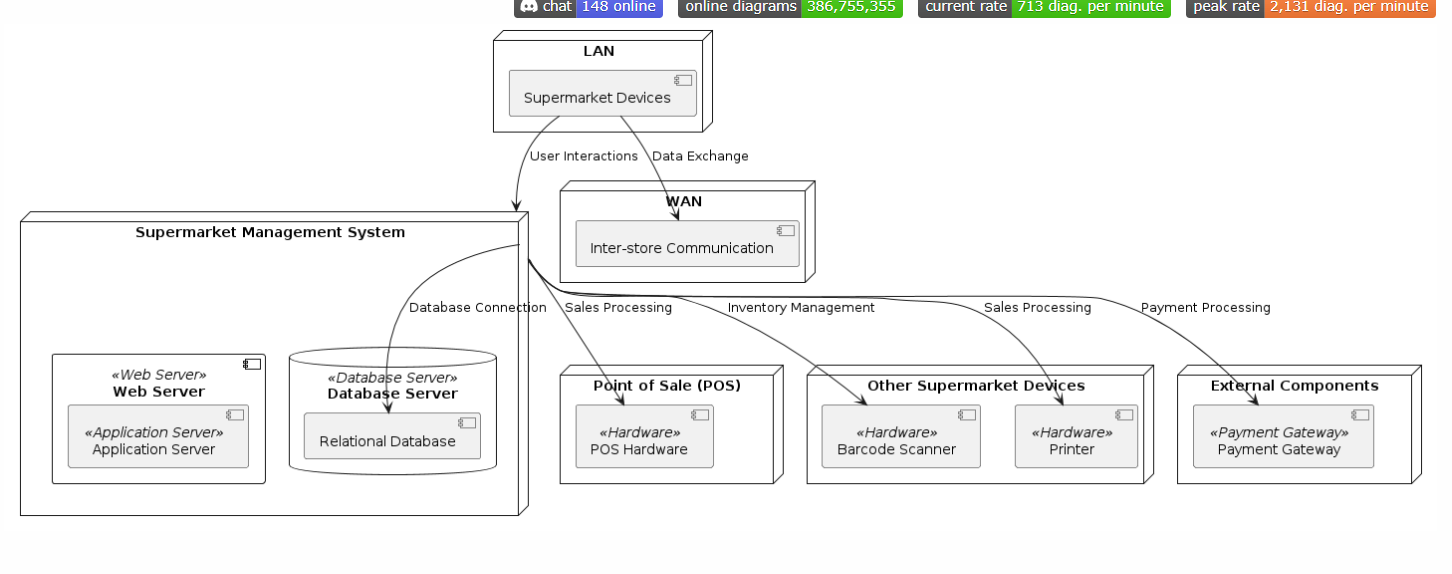 chat 148 online
online diagrams 386,755,355
current rate 713 diag. per minute
peak rate 2,131 diag. per minute
LAN
Supermarket Devices
User Interactions
Data Exchange
WAN
Inter-store Communication
Supermarket Management System
Database Connection
Sales Processing
Inventory Management
Sales Processing
Payment Processing
«Web Server»
Web Server
«Application Server»
Application Server
«Database Server»
Database Server
Relational Database
Point of Sale (POS)
«Hardware»
POS Hardware
Other Supermarket Devices
«Hardware»
Barcode Scanner
«Hardware»
Printer
External Components
«Payment Gateway»
Payment Gateway